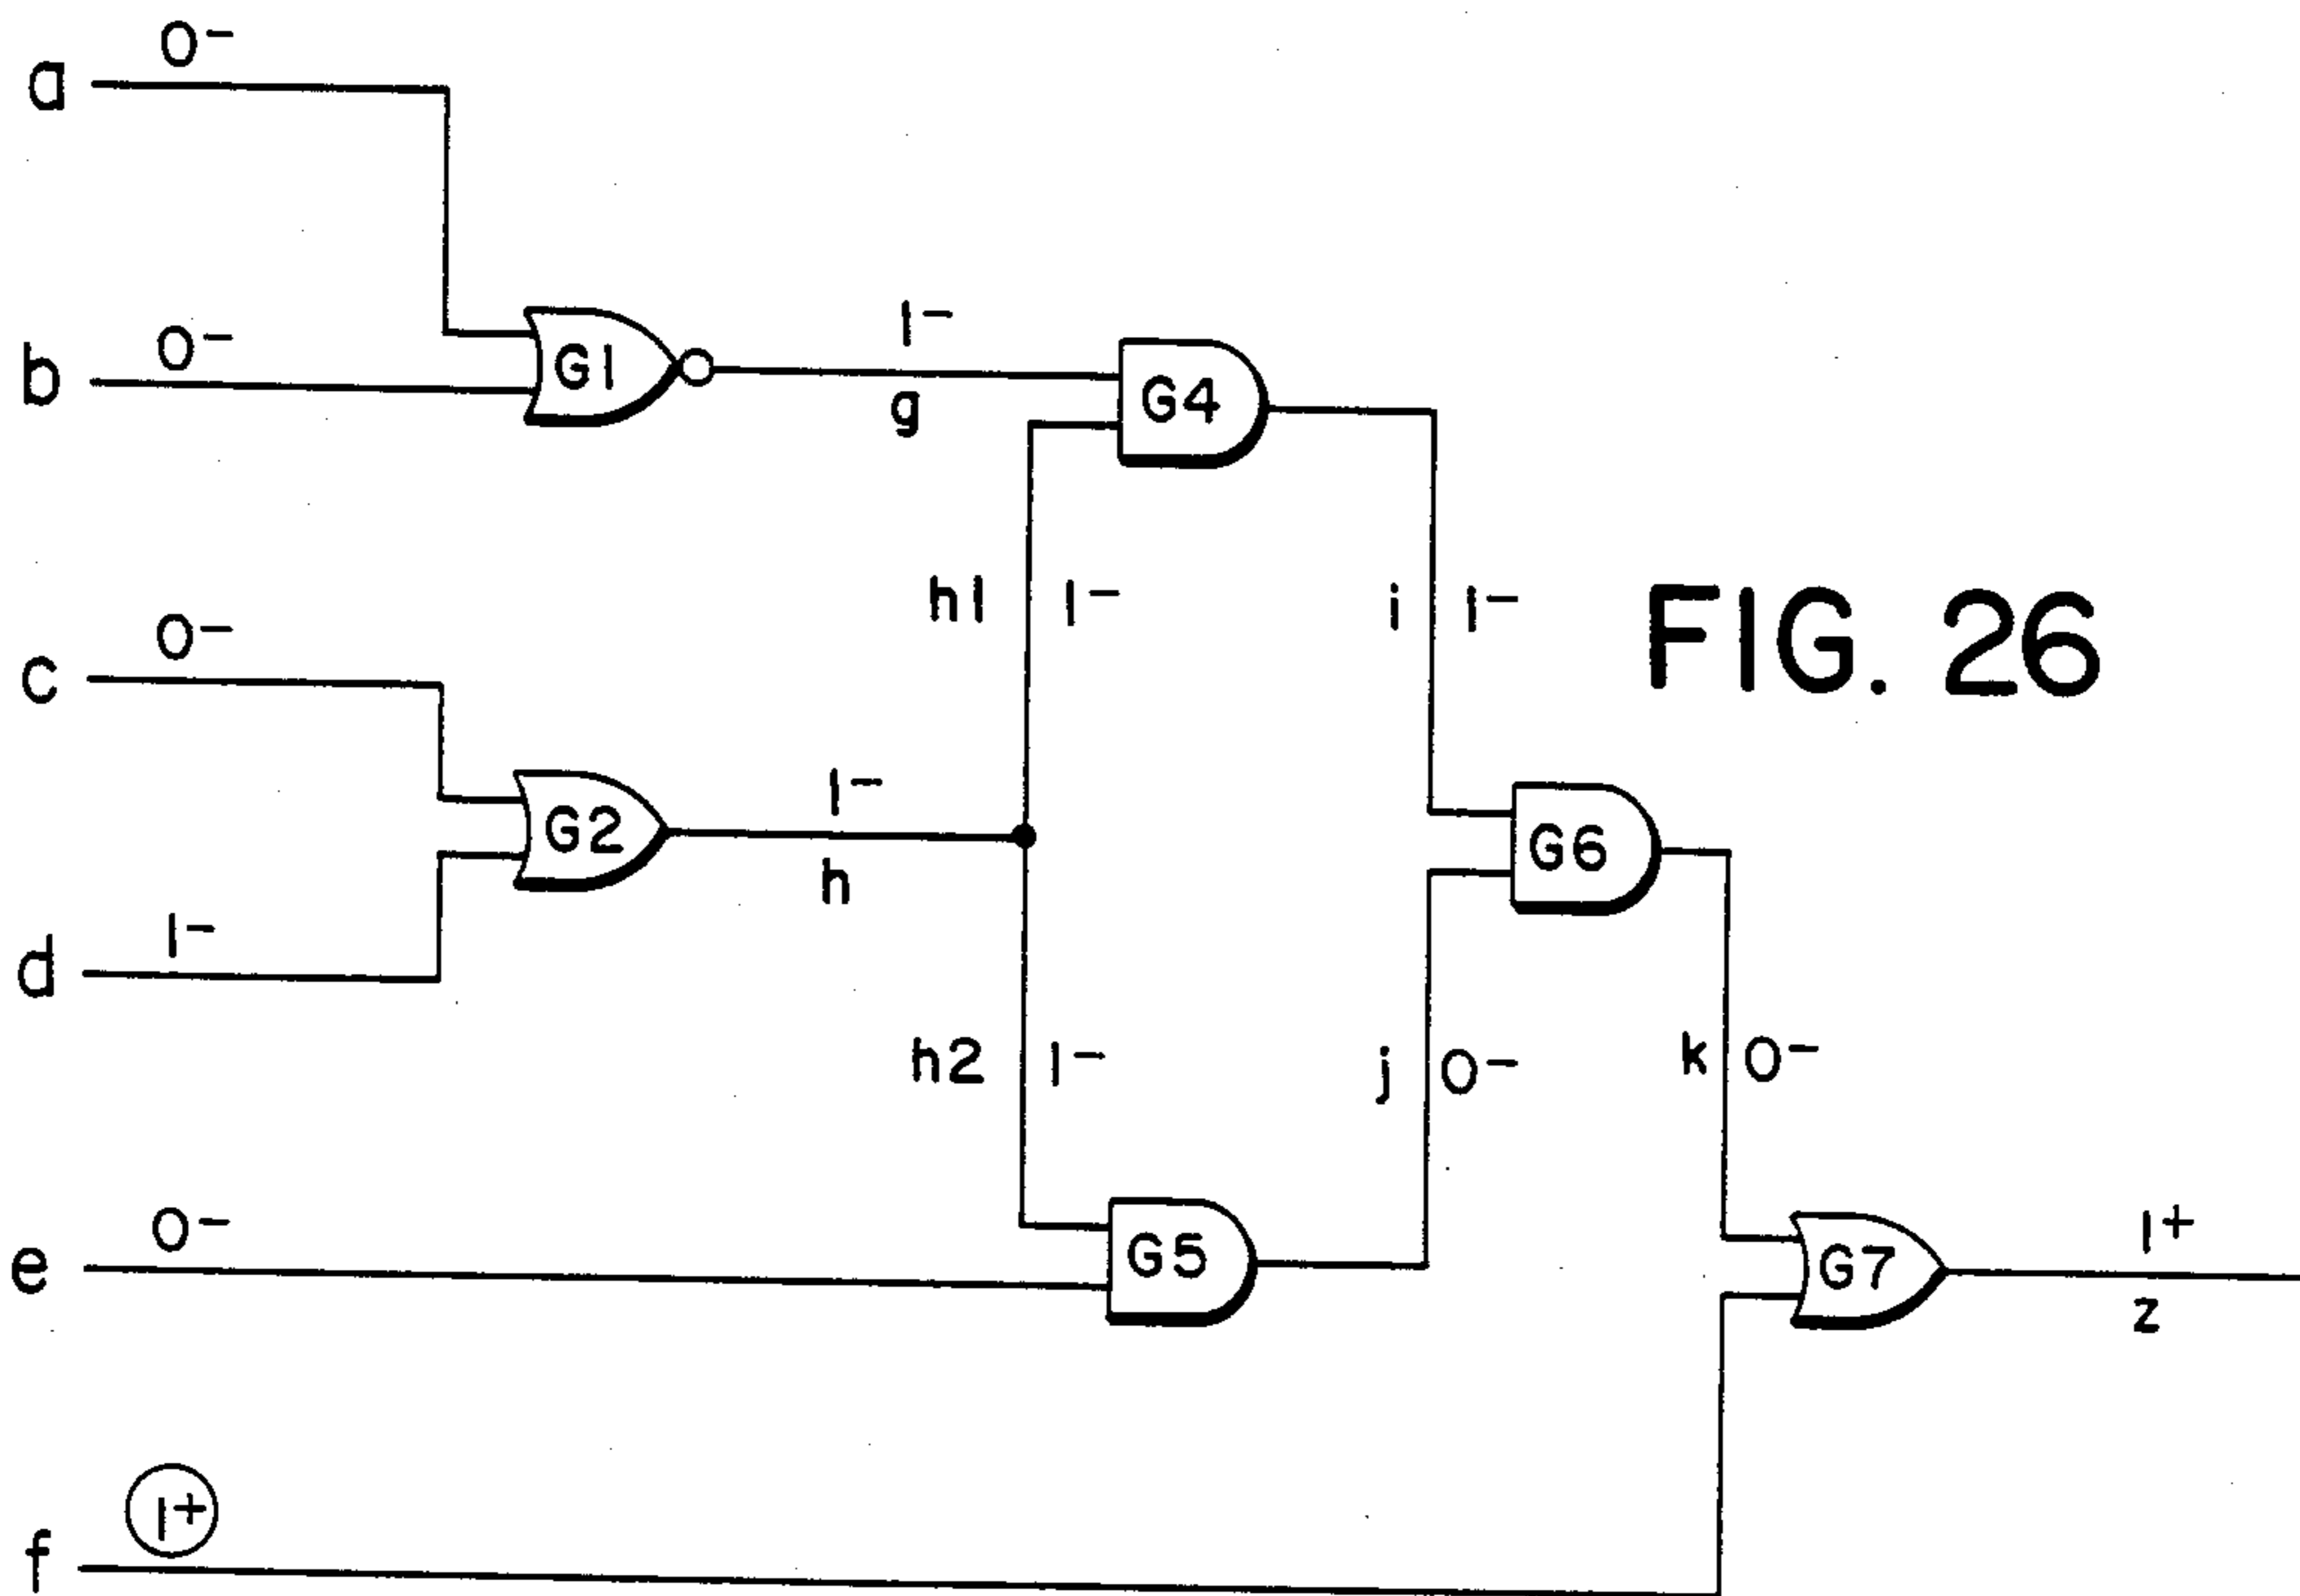 a 0⁻
b 0⁻
G1
1⁻
g
G4
c 0⁻
h1 1⁻
i 1⁻
FIG. 26
G2
1⁻
h
G6
d 1⁻
h2 1⁻
j 0⁻
k 0⁻
e 0⁻
G5
G7
1⁺
z
f 1⁺